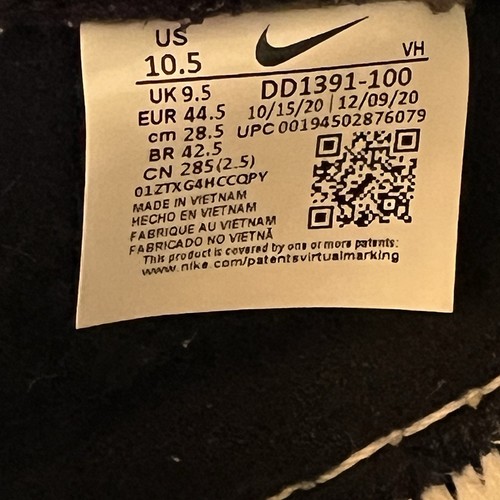 US
10.5
VH
UK 9.5
DD1391-100
EUR 44.5
10/15/20 | 12/09/20
cm 28.5
UPC 00194502876079
BR 42.5
CN 285(2.5)
01ZTXG4HCCQPY
MADE IN VIETNAM
HECHO EN VIETNAM
FABRIQUE AU VIETNAM
FABRICADO NO VIETNÃ
This product is covered by one or more patents:
www.nike.com/patentsvirtualmarking